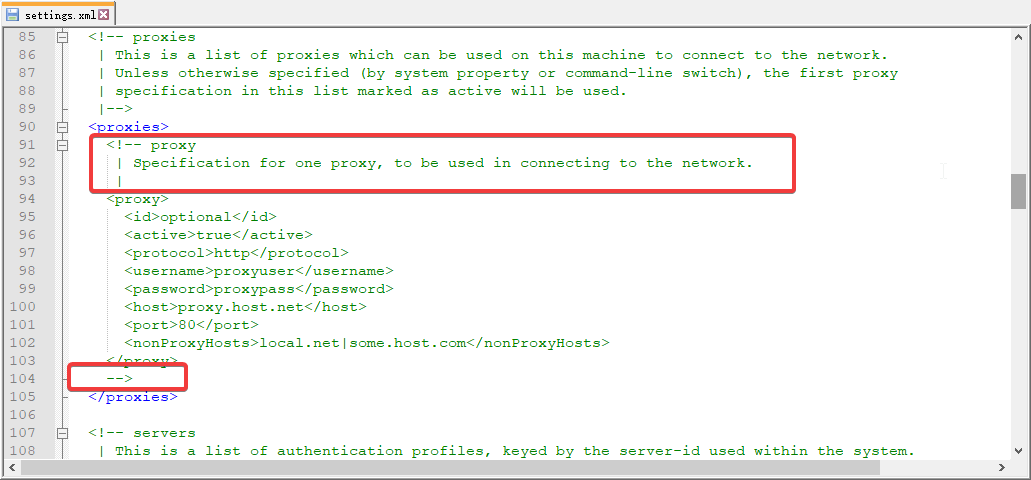 settings.xml
85 <!-- proxies
86 | This is a list of proxies which can be used on this machine to connect to the network.
87 | Unless otherwise specified (by system property or command-line switch), the first proxy
88 | specification in this list marked as active will be used.
89 |-->
90 <proxies>
91 <!-- proxy
92 | Specification for one proxy, to be used in connecting to the network.
93 |
94 <proxy>
95 <id>optional</id>
96 <active>true</active>
97 <protocol>http</protocol>
98 <username>proxyuser</username>
99 <password>proxypass</password>
100 <host>proxy.host.net</host>
101 <port>80</port>
102 <nonProxyHosts>local.net|some.host.com</nonProxyHosts>
103 </proxy>
104 -->
105 </proxies>
106
107 <!-- servers
108 | This is a list of authentication profiles, keyed by the server-id used within the system.